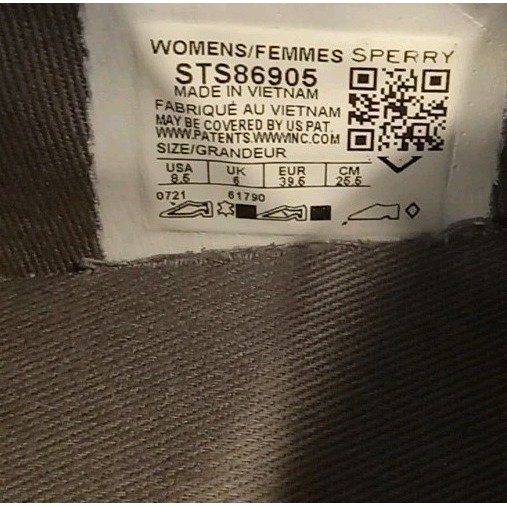 WOMENS/FEMMES SPERRY
STS86905
MADE IN VIETNAM
FABRIQUÉ AU VIETNAM
MAY BE COVERED BY US PAT.
WWW.PATENTS.WWWINC.COM
SIZE/GRANDEUR
USA UK EUR CM
8.5 6 39.5 25.5
0721 61790